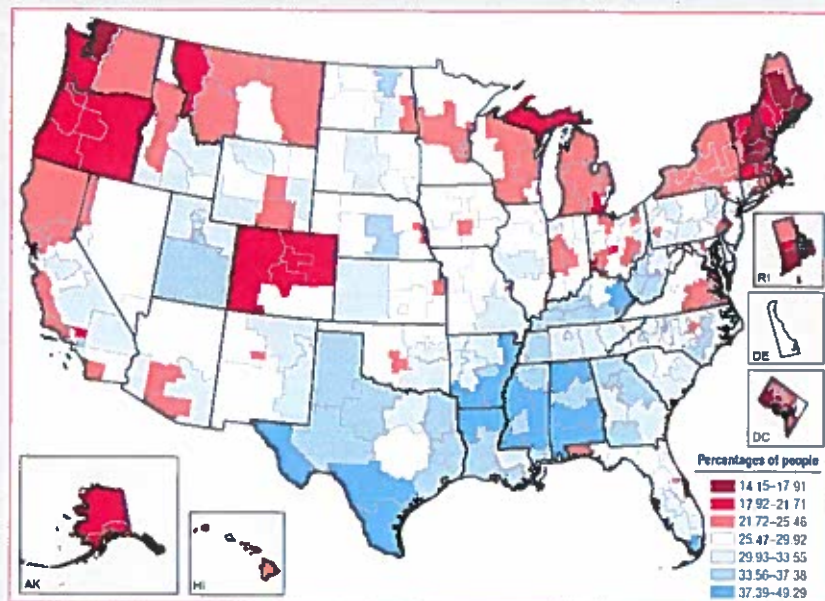 RI
DE
DC
AK
HI
Percentages of people
14.15–17.91
17.92–21.71
21.72–25.46
25.47–29.92
29.93–33.55
33.56–37.38
37.39–49.29